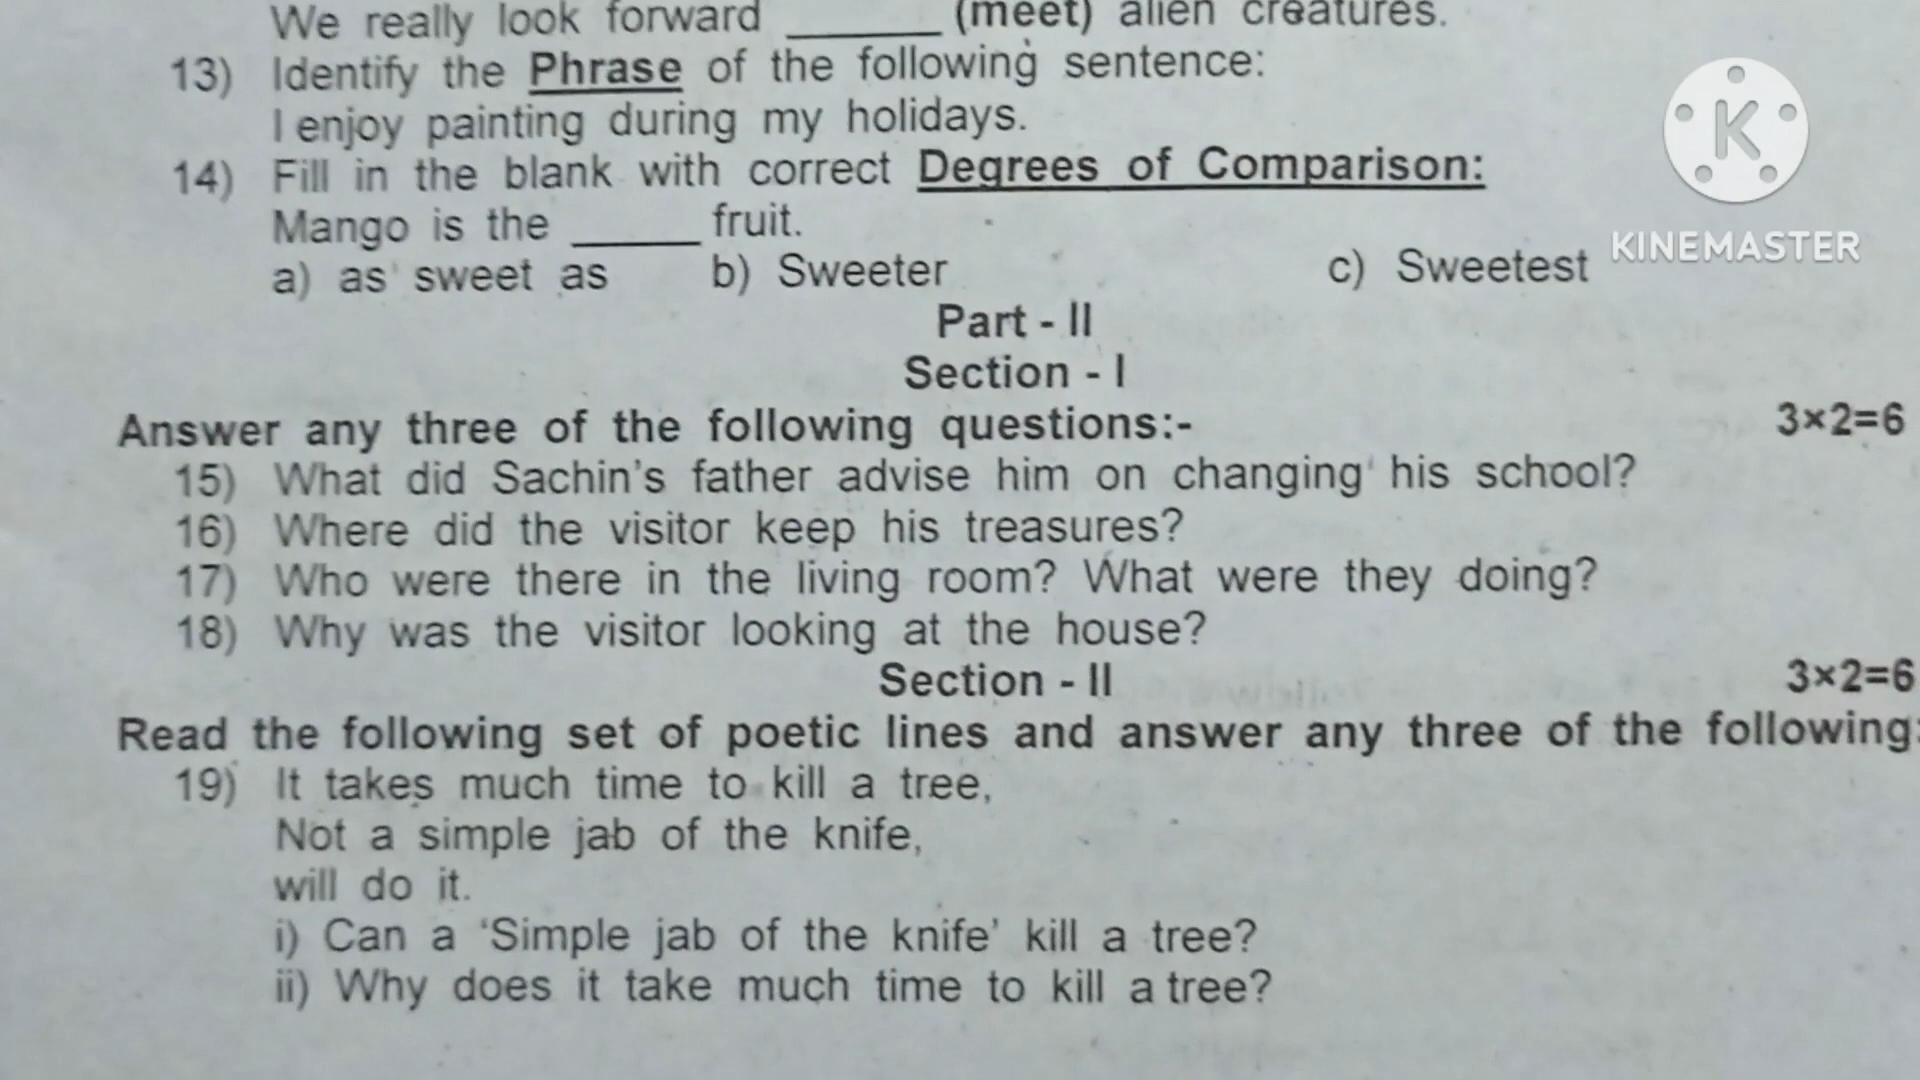 We really look forward ______ (meet) alien creatures.
13) Identify the Phrase of the following sentence:
I enjoy painting during my holidays.
14) Fill in the blank with correct Degrees of Comparison:
Mango is the _____ fruit.
a) as sweet as b) Sweeter c) Sweetest
K
KINEMASTER
Part - II
Section - I
Answer any three of the following questions:- 3×2=6
15) What did Sachin's father advise him on changing his school?
16) Where did the visitor keep his treasures?
17) Who were there in the living room? What were they doing?
18) Why was the visitor looking at the house?
Section - II 3×2=6
Read the following set of poetic lines and answer any three of the following:
19) It takes much time to kill a tree,
Not a simple jab of the knife,
will do it.
i) Can a 'Simple jab of the knife' kill a tree?
ii) Why does it take much time to kill a tree?